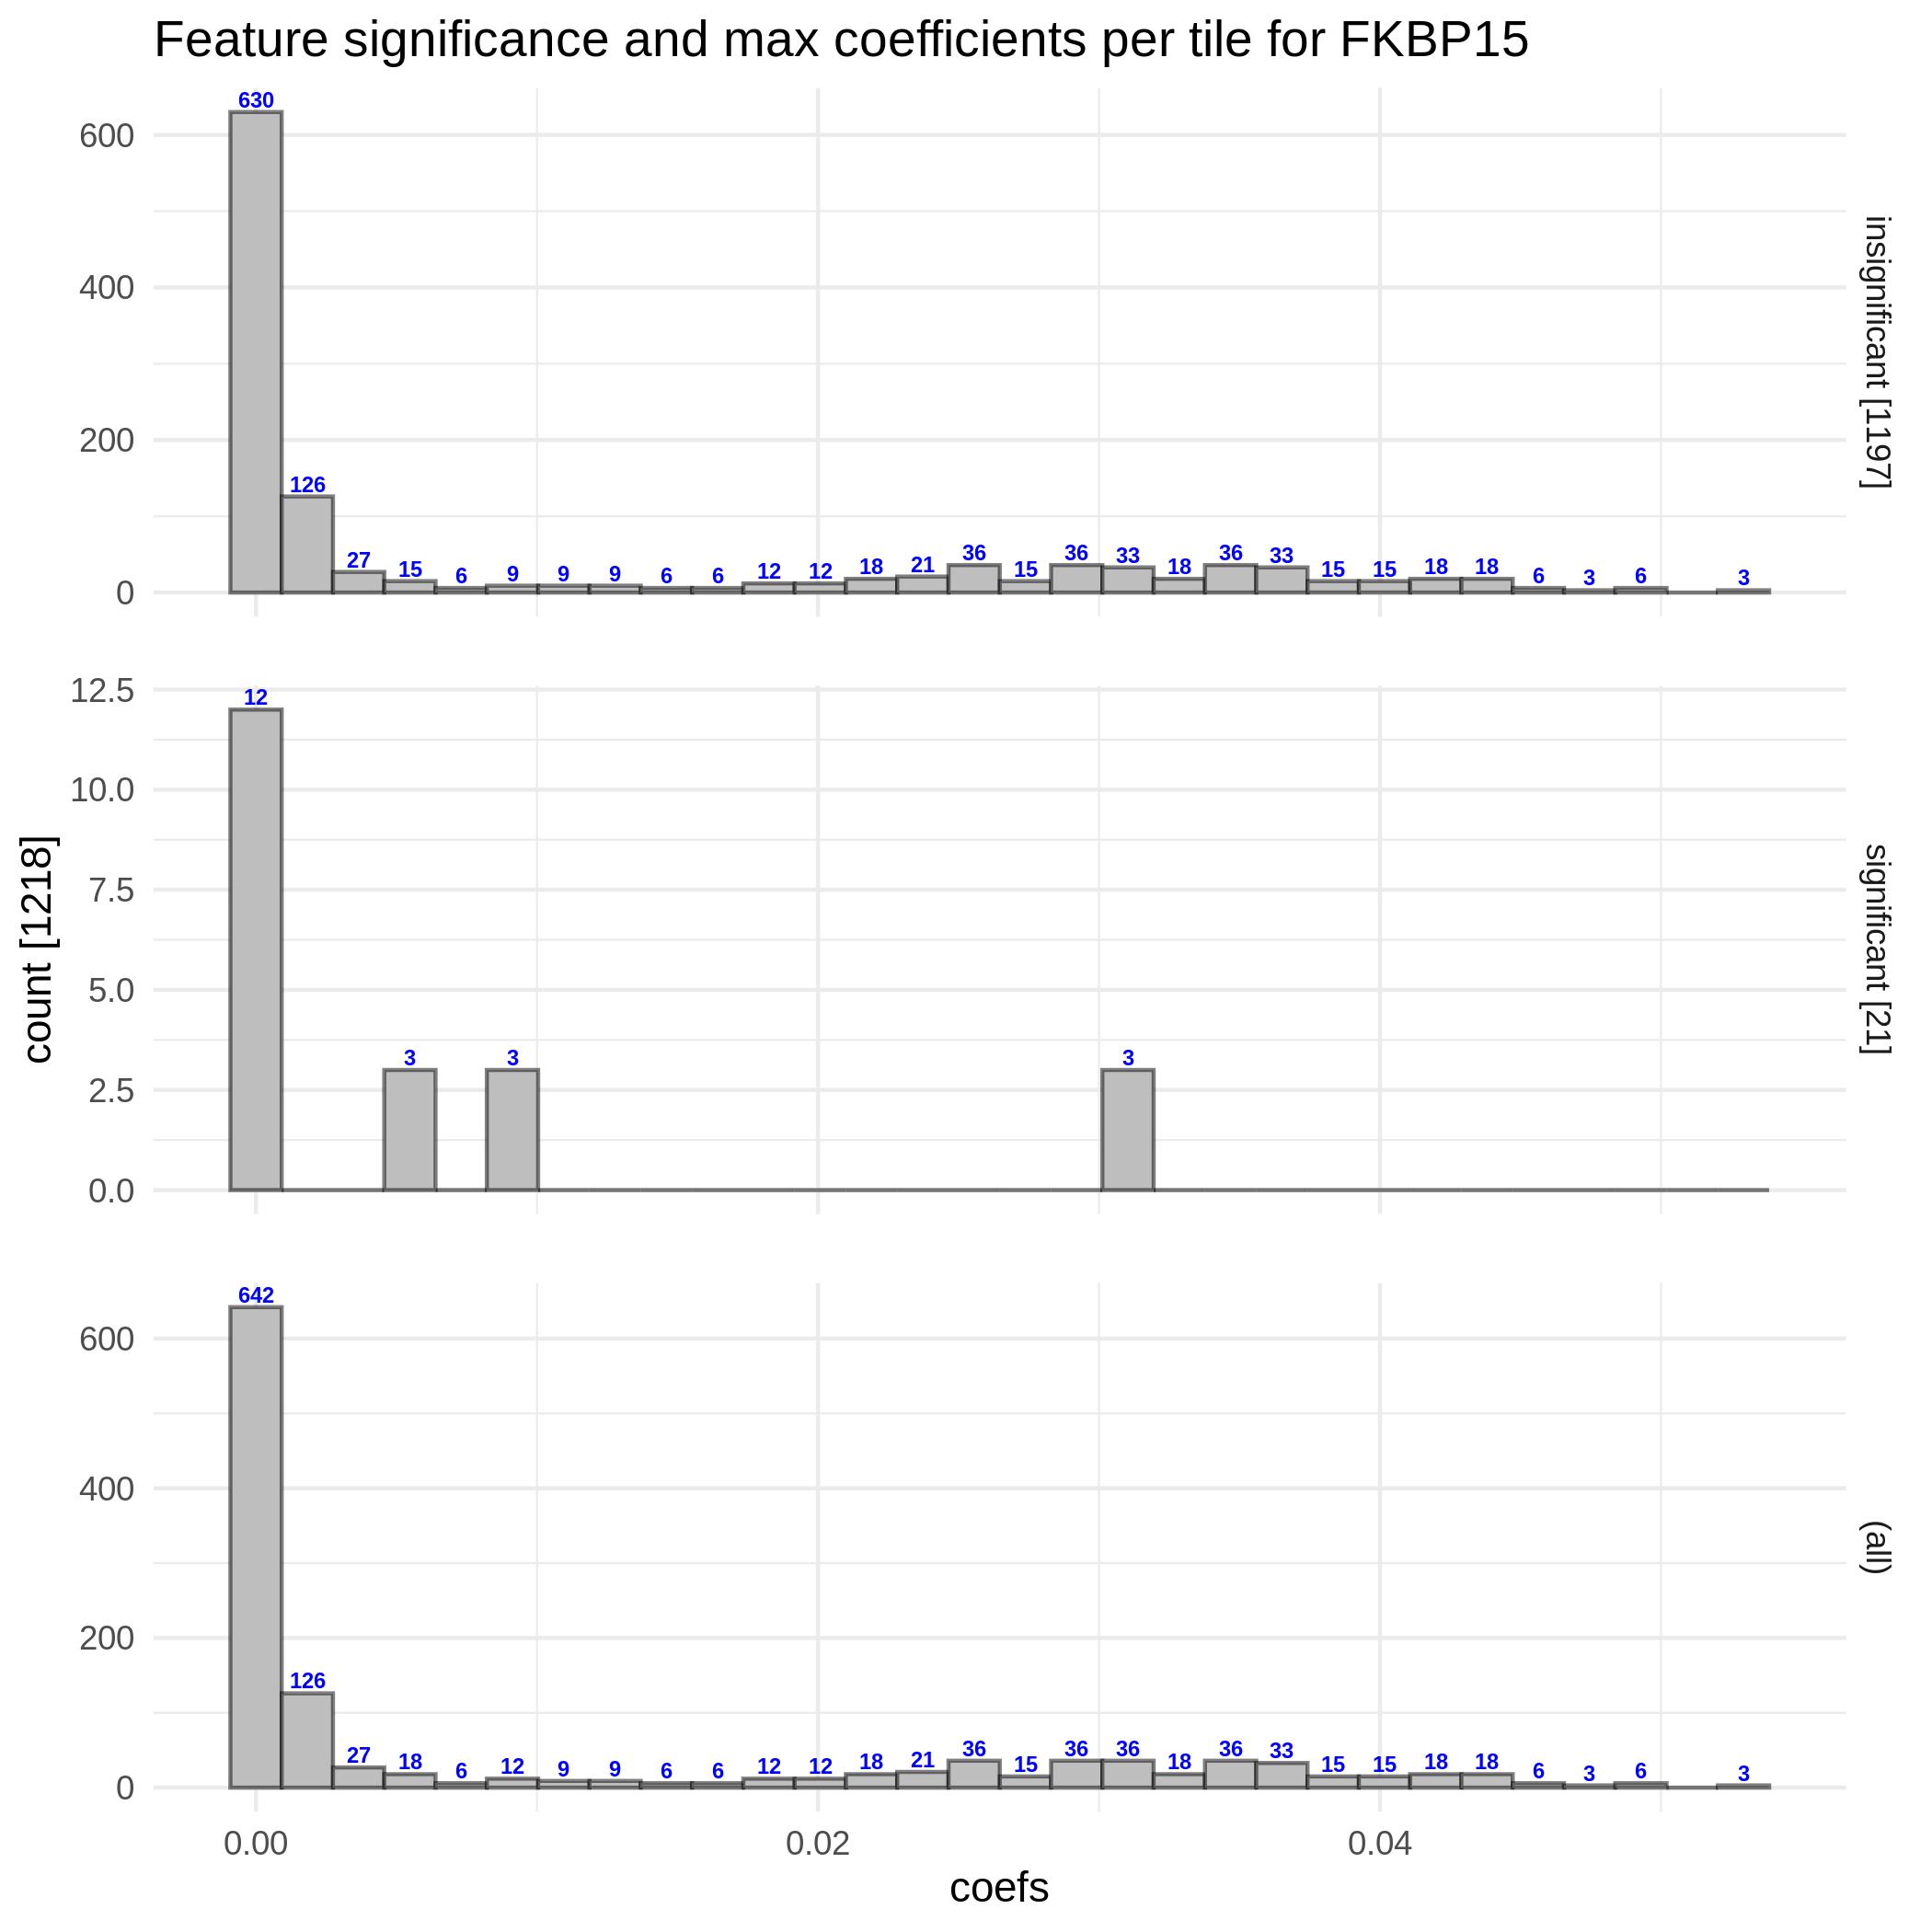 Feature significance and max coefficients per tile for FKBP15
630
600
400
200
0
126 27 15 6 9 9 9 6 6 12 12 18 21 36 15 36 33 18 36 33 15 15 18 18 6 3 6 3
insignificant [1197]
12.5
10.0
7.5
5.0
2.5
0.0
12 3 3 3
significant [21]
count [1218]
642
600
400
200
0
126 27 18 6 12 9 9 6 6 12 12 18 21 36 15 36 36 18 36 33 15 15 18 18 6 3 6 3
(all)
0.00 0.02 0.04
coefs